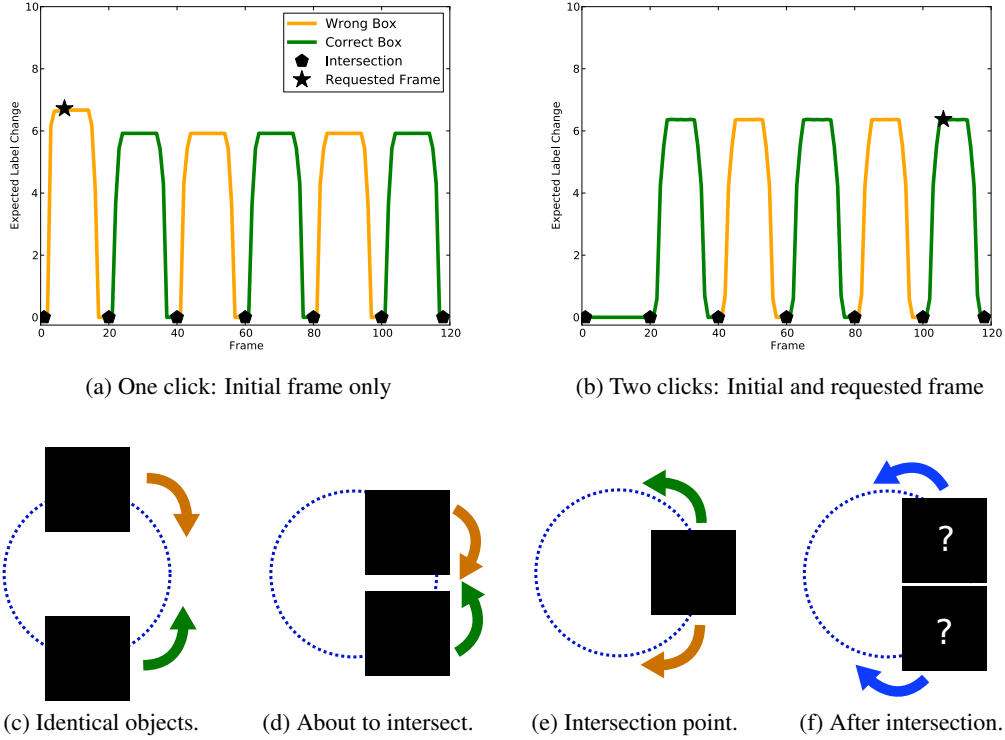 10
8
6
4
2
0
Expected Label Change
0 20 40 60 80 100 120
Frame
Wrong Box
Correct Box
Intersection
Requested Frame
(a) One click: Initial frame only
10
8
6
4
2
0
Expected Label Change
0 20 40 60 80 100 120
Frame
(b) Two clicks: Initial and requested frame
?
?
(c) Identical objects.
(d) About to intersect.
(e) Intersection point.
(f) After intersection.